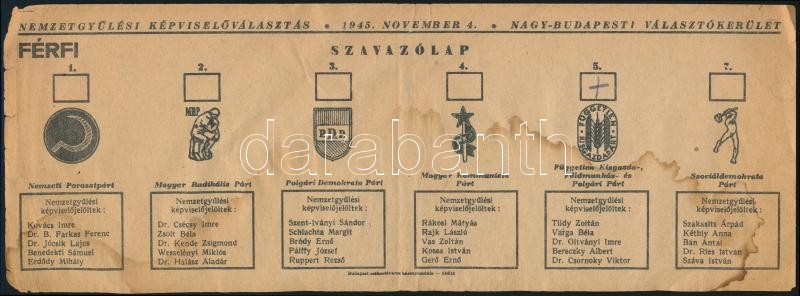 NEMZETGYŰLÉSI KÉPVISELŐVÁLASZTÁS * 1945. NOVEMBER 4. * NAGY-BUDAPESTI VÁLASZTÓKERÜLET
FÉRFI
SZAVAZÓLAP
1.
2.
3.
4.
5.
7.
MRP
PDP
FÜGGETLEN KISGAZDAPÁRT
darabanth
Nemzeti Parasztpárt
Magyar Radikális Párt
Polgári Demokrata Párt
Magyar Kommunista Párt
Független Kisgazda-, Földmunkás- és Polgári Párt
Szociáldemokrata Párt
Nemzetgyűlési
képviselőjelöltek :
Kovács Imre
Dr. B. Farkas Ferenc
Dr. Jócsik Lajos
Benedekfi Sámuel
Erdődy Mihály
Nemzetgyűlési
képviselőjelöltek :
Dr. Csécsy Imre
Zsolt Béla
Dr. Kende Zsigmond
Wesselényi Miklós
Dr. Halász Aladár
Nemzetgyűlési
képviselőjelöltek :
Szent-Iványi Sándor
Schlachta Margit
Bródy Ernő
Pálffy József
Ruppert Rezső
Nemzetgyűlési
képviselőjelöltek :
Rákosi Mátyás
Rajk László
Vas Zoltán
Kossa István
Gerő Ernő
Nemzetgyűlési
képviselőjelöltek :
Tildy Zoltán
Varga Béla
Dr. Oltványi Imre
Bereczky Albert
Dr. Csornoky Viktor
Nemzetgyűlési
képviselőjelöltek :
Szakasits Árpád
Kéthly Anna
Bán Antal
Dr. Ries István
Száva István
Budapest székesfőváros házinyomdája